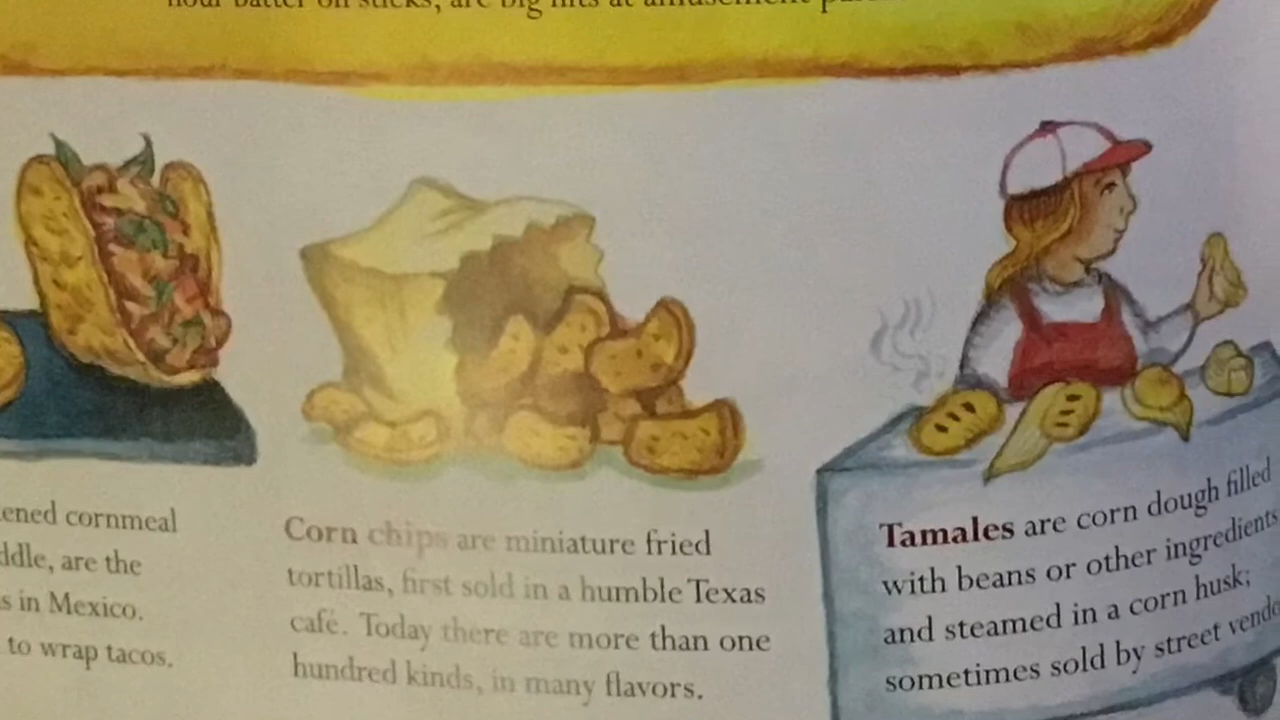 on sticks, are big hits at amusement
ened cornmeal
ddle, are the
s in Mexico.
to wrap tacos.
Corn chips are miniature fried
tortillas, first sold in a humble Texas
café. Today there are more than one
hundred kinds, in many flavors.
Tamales are corn dough filled
with beans or other ingredients
and steamed in a corn husk;
sometimes sold by street vende